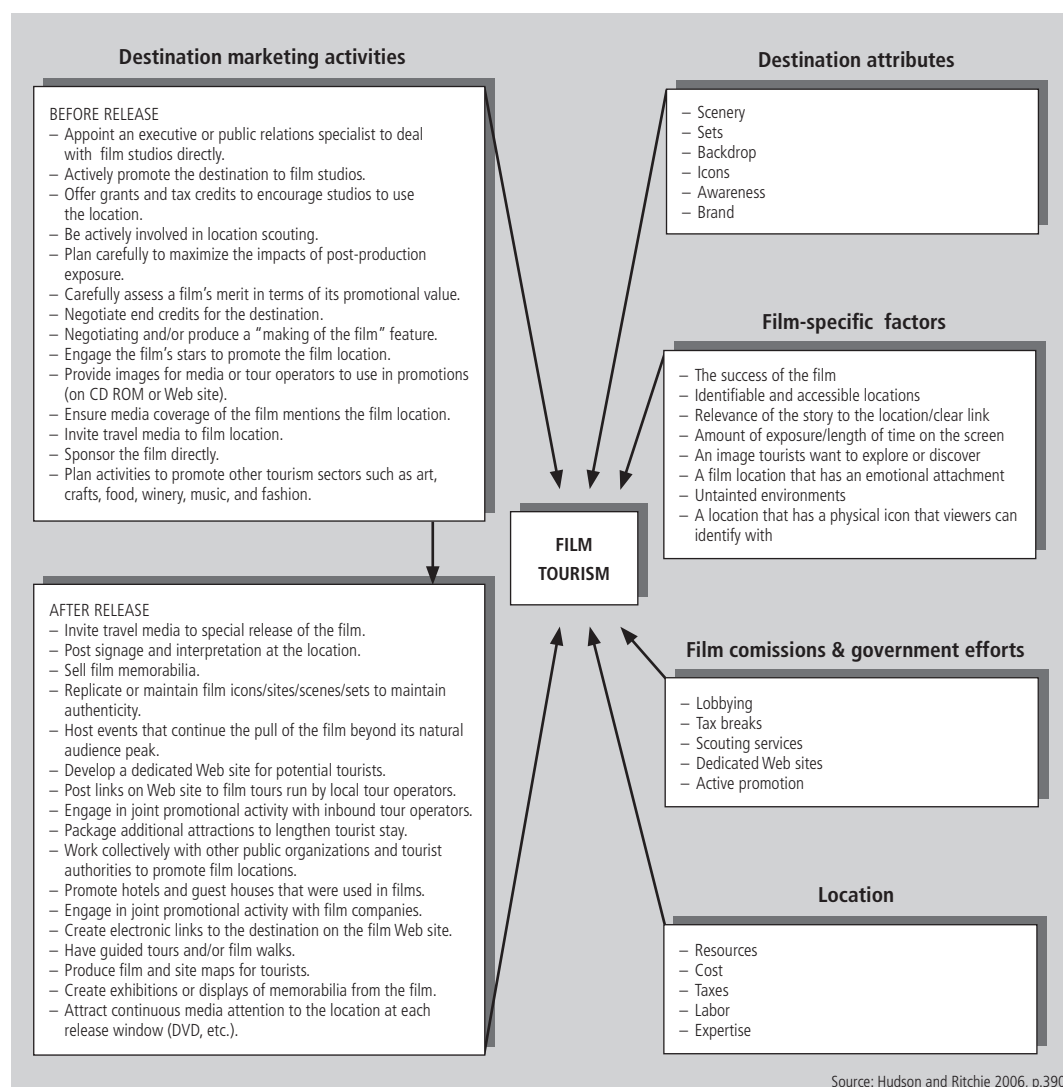 Destination marketing activities
BEFORE RELEASE
– Appoint an executive or public relations specialist to deal
with film studios directly.
– Actively promote the destination to film studios.
– Offer grants and tax credits to encourage studios to use
the location.
– Be actively involved in location scouting.
– Plan carefully to maximize the impacts of post-production
exposure.
– Carefully assess a film's merit in terms of its promotional value.
– Negotiate end credits for the destination.
– Negotiating and/or produce a "making of the film" feature.
– Engage the film's stars to promote the film location.
– Provide images for media or tour operators to use in promotions
(on CD ROM or Web site).
– Ensure media coverage of the film mentions the film location.
– Invite travel media to film location.
– Sponsor the film directly.
– Plan activities to promote other tourism sectors such as art,
crafts, food, winery, music, and fashion.
AFTER RELEASE
– Invite travel media to special release of the film.
– Post signage and interpretation at the location.
– Sell film memorabilia.
– Replicate or maintain film icons/sites/scenes/sets to maintain
authenticity.
– Host events that continue the pull of the film beyond its natural
audience peak.
– Develop a dedicated Web site for potential tourists.
– Post links on Web site to film tours run by local tour operators.
– Engage in joint promotional activity with inbound tour operators.
– Package additional attractions to lengthen tourist stay.
– Work collectively with other public organizations and tourist
authorities to promote film locations.
– Promote hotels and guest houses that were used in films.
– Engage in joint promotional activity with film companies.
– Create electronic links to the destination on the film Web site.
– Have guided tours and/or film walks.
– Produce film and site maps for tourists.
– Create exhibitions or displays of memorabilia from the film.
– Attract continuous media attention to the location at each
release window (DVD, etc.).
FILM
TOURISM
Destination attributes
– Scenery
– Sets
– Backdrop
– Icons
– Awareness
– Brand
Film-specific factors
– The success of the film
– Identifiable and accessible locations
– Relevance of the story to the location/clear link
– Amount of exposure/length of time on the screen
– An image tourists want to explore or discover
– A film location that has an emotional attachment
– Untainted environments
– A location that has a physical icon that viewers can
identify with
Film comissions & government efforts
– Lobbying
– Tax breaks
– Scouting services
– Dedicated Web sites
– Active promotion
Location
– Resources
– Cost
– Taxes
– Labor
– Expertise
Source: Hudson and Ritchie 2006, p.390